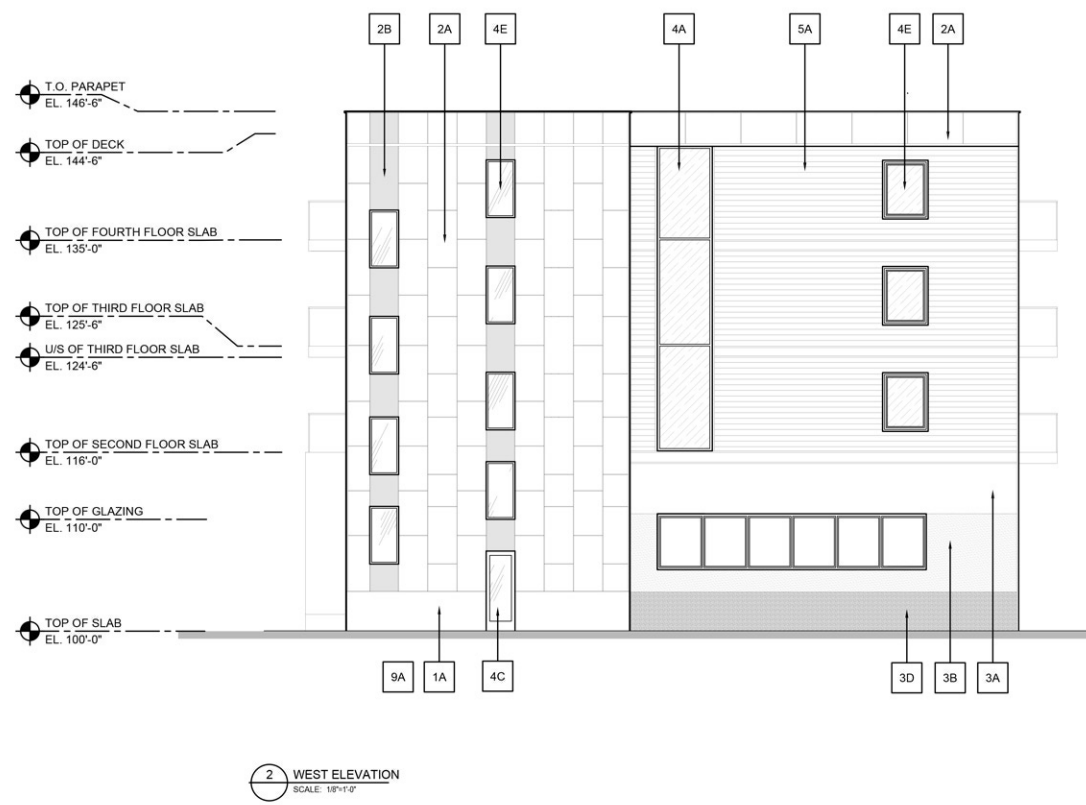 2B 2A 4E 4A 5A 4E 2A
T.O. PARAPET
EL. 146'-6"
TOP OF DECK
EL. 144'-6"
TOP OF FOURTH FLOOR SLAB
EL. 135'-0"
TOP OF THIRD FLOOR SLAB
EL. 125'-6"
U/S OF THIRD FLOOR SLAB
EL. 124'-6"
TOP OF SECOND FLOOR SLAB
EL. 116'-0"
TOP OF GLAZING
EL. 110'-0"
TOP OF SLAB
EL. 100'-0"
9A 1A 4C 3D 3B 3A
2 WEST ELEVATION
SCALE: 1/8"=1'-0"